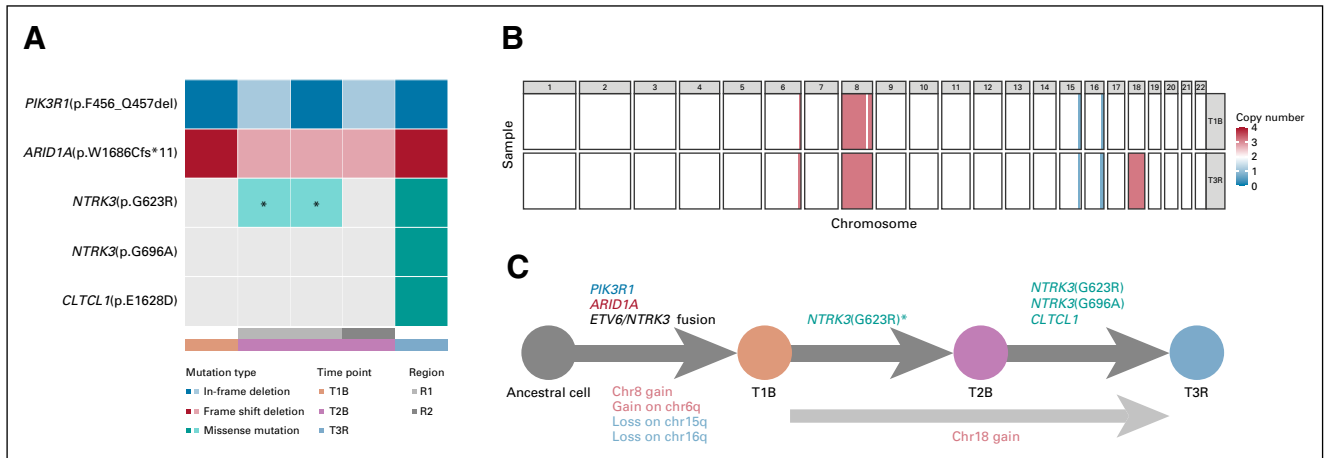 A
PIK3R1(p.F456_Q457del)
ARID1A(p.W1686Cfs*11)
NTRK3(p.G623R)
* *
NTRK3(p.G696A)
CLTCL1(p.E1628D)
Mutation type
In-frame deletion
Frame shift deletion
Missense mutation
Time point
T1B
T2B
T3R
Region
R1
R2
B
1 2 3 4 5 6 7 8 9 10 11 12 13 14 15 16 17 18 19 20 21 22
Sample
T1B
T3R
Chromosome
Copy number
4
3
2
1
0
C
PIK3R1
ARID1A
ETV6/NTRK3 fusion
NTRK3(G623R)*
NTRK3(G623R)
NTRK3(G696A)
CLTCL1
Ancestral cell
T1B
T2B
T3R
Chr8 gain
Gain on chr6q
Loss on chr15q
Loss on chr16q
Chr18 gain